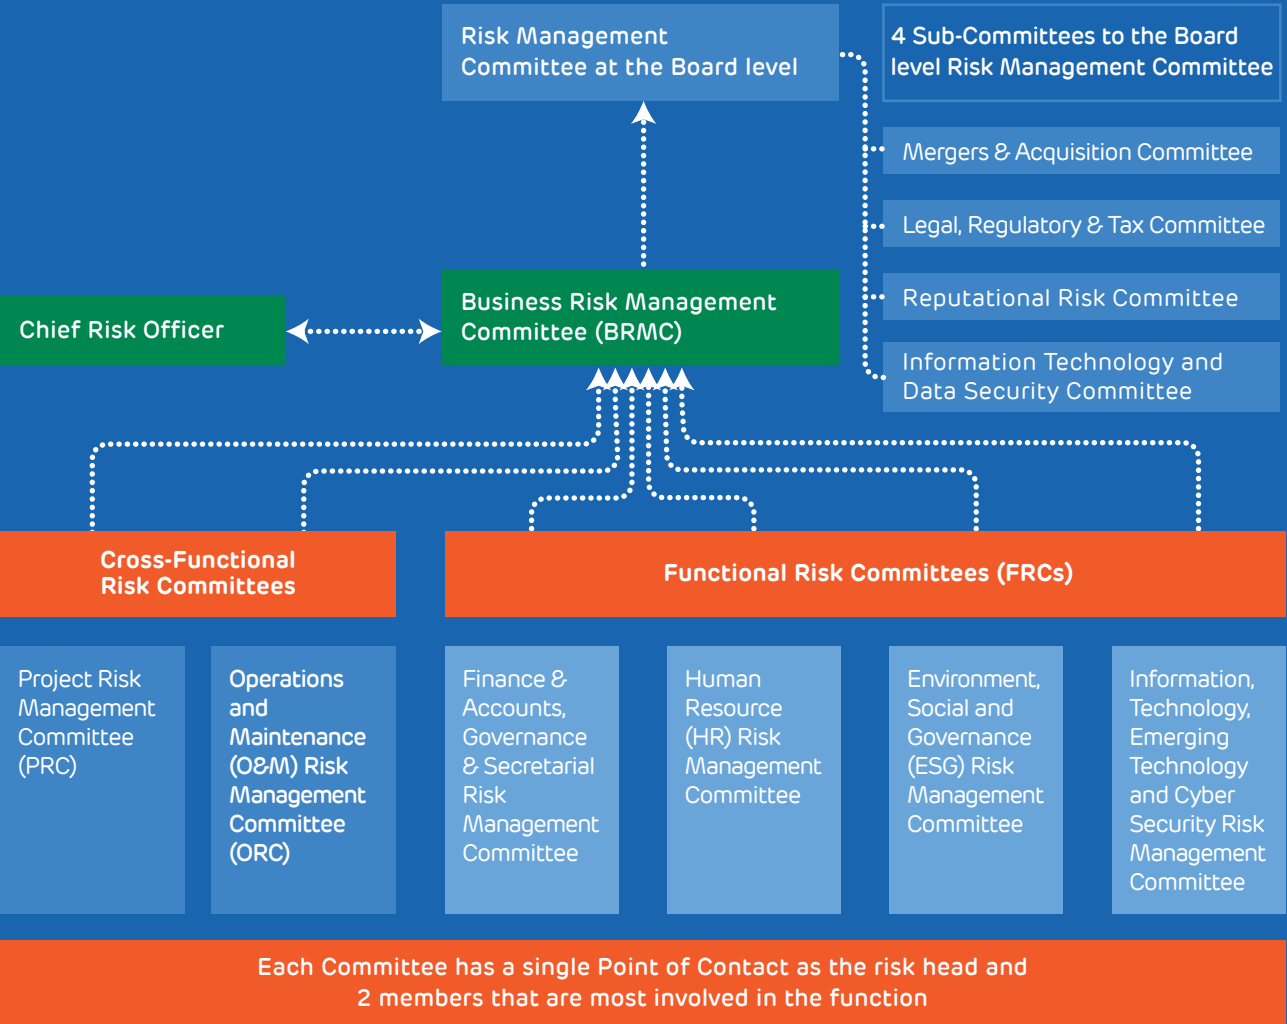 Risk Management
Committee at the Board level
4 Sub-Committees to the Board
level Risk Management Committee
Mergers & Acquisition Committee
Legal, Regulatory & Tax Committee
Reputational Risk Committee
Information Technology and
Data Security Committee
Chief Risk Officer
Business Risk Management
Committee (BRMC)
Cross-Functional
Risk Committees
Functional Risk Committees (FRCs)
Project Risk
Management
Committee
(PRC)
Operations
and
Maintenance
(O&M) Risk
Management
Committee
(ORC)
Finance &
Accounts,
Governance
& Secretarial
Risk
Management
Committee
Human
Resource
(HR) Risk
Management
Committee
Environment,
Social and
Governance
(ESG) Risk
Management
Committee
Information,
Technology,
Emerging
Technology
and Cyber
Security Risk
Management
Committee
Each Committee has a single Point of Contact as the risk head and
2 members that are most involved in the function